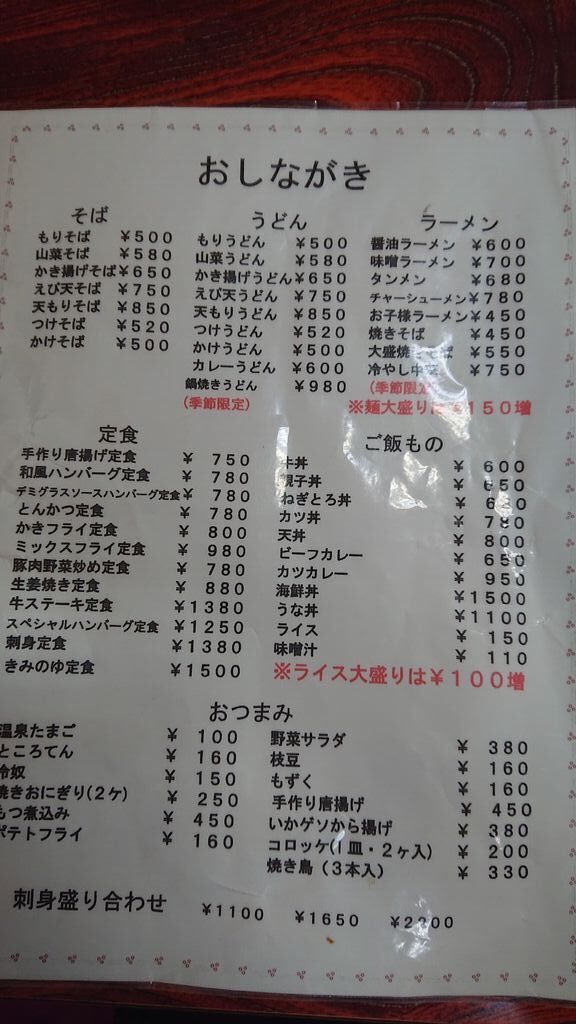 おしながき
そば
もりそば ¥500
山菜そば ¥580
かき揚げそば ¥650
えび天そば ¥750
天もりそば ¥850
つけそば ¥520
かけそば ¥500
うどん
もりうどん ¥500
山菜うどん ¥580
かき揚げうどん ¥650
えび天うどん ¥750
天もりうどん ¥850
つけうどん ¥520
かけうどん ¥500
カレーうどん ¥600
鍋焼きうどん ¥980
(季節限定)
ラーメン
醤油ラーメン ¥600
味噌ラーメン ¥700
タンメン ¥680
チャーシューメン ¥780
お子様ラーメン ¥450
焼きそば ¥450
大盛焼きそば ¥550
冷やし中華 ¥750
(季節限定)
※麺大盛りは¥150増
定食
手作り唐揚げ定食 ¥ 750
和風ハンバーグ定食 ¥ 780
デミグラスソースハンバーグ定食 ¥ 780
とんかつ定食 ¥ 780
かきフライ定食 ¥ 800
ミックスフライ定食 ¥ 980
豚肉野菜炒め定食 ¥ 780
生姜焼き定食 ¥ 880
牛ステーキ定食 ¥1380
スペシャルハンバーグ定食 ¥1250
刺身定食 ¥1380
きみのゆ定食 ¥1500
ご飯もの
牛丼 ¥ 600
親子丼 ¥ 650
ねぎとろ丼 ¥
カツ丼 ¥ 780
天丼 ¥ 800
ビーフカレー ¥ 650
カツカレー ¥ 950
海鮮丼 ¥1500
うな丼 ¥1100
ライス ¥ 150
味噌汁 ¥ 110
※ライス大盛りは¥100増
おつまみ
温泉たまご ¥ 100
ところてん ¥ 160
冷奴 ¥ 150
焼きおにぎり(2ケ) ¥ 250
もつ煮込み ¥ 450
ポテトフライ ¥ 160
野菜サラダ ¥ 380
枝豆 ¥ 160
もずく ¥ 160
手作り唐揚げ ¥ 450
いかゲソから揚げ ¥ 380
コロッケ(1皿・2ヶ入) ¥ 200
焼き鳥(3本入) ¥ 330
刺身盛り合わせ ¥1100 ¥1650 ¥2200